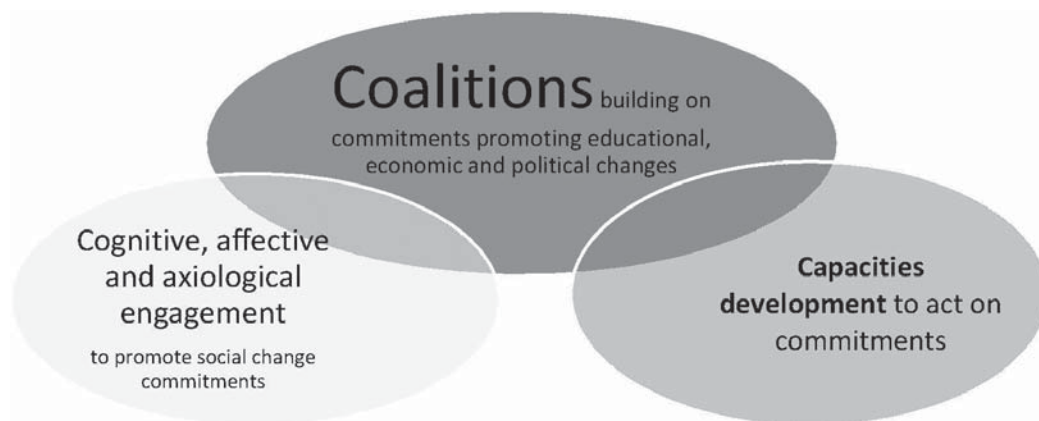 Coalitions building on
commitments promoting educational,
economic and political changes
Cognitive, affective
and axiological
engagement
to promote social change
commitments
Capacities
development to act on
commitments